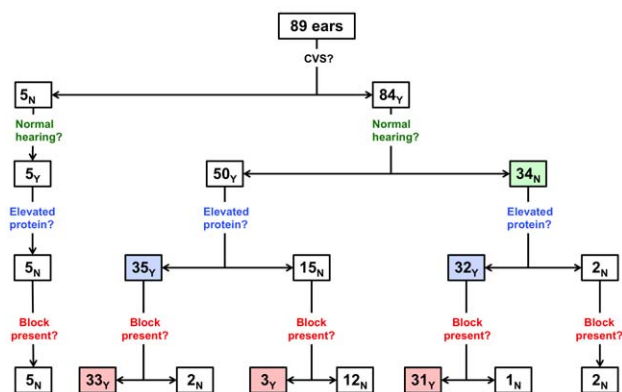 89 ears
CVS?
5N 84Y
Normal hearing? Normal hearing?
5Y 50Y 34N
Elevated protein? Elevated protein? Elevated protein?
5N 35Y 15N 32Y 2N
Block present? Block present? Block present? Block present? Block present?
5N 33Y 2N 3Y 12N 31Y 1N 2N